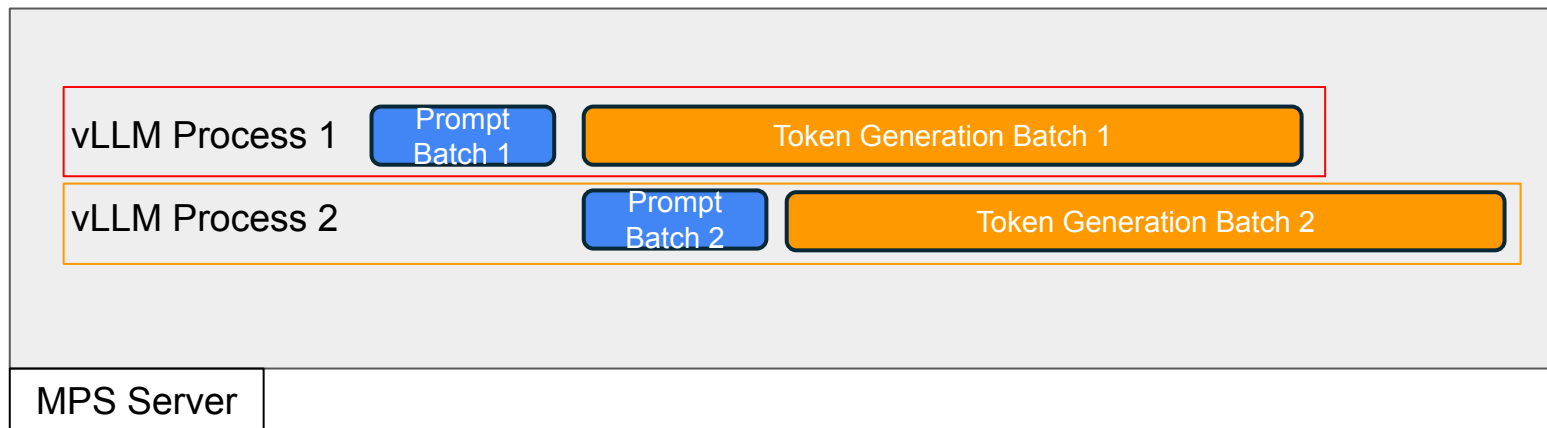 vLLM Process 1
Prompt
Batch 1
Token Generation Batch 1
vLLM Process 2
Prompt
Batch 2
Token Generation Batch 2
MPS Server